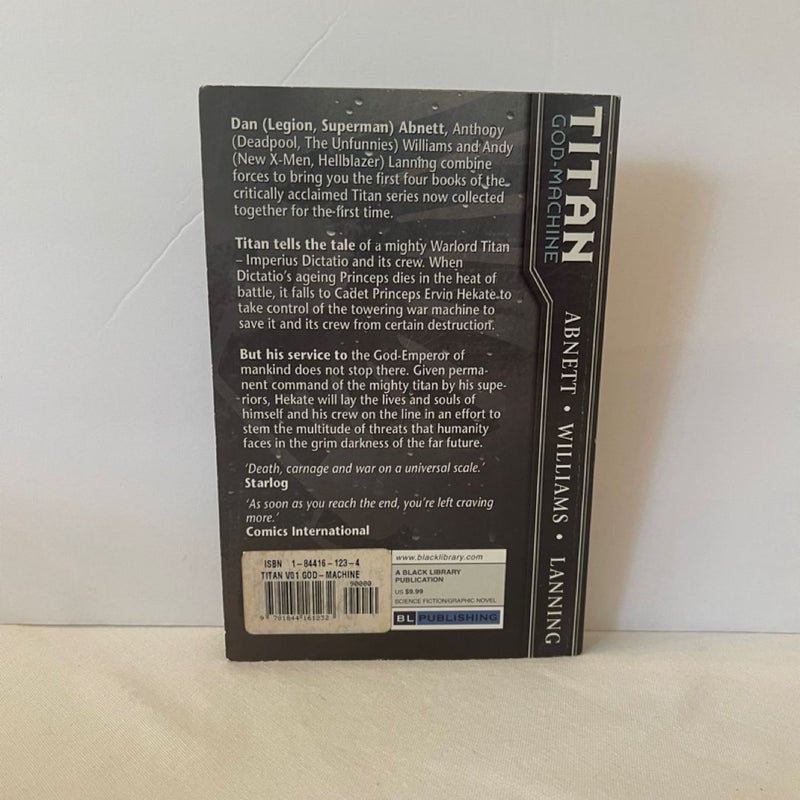 Dan (Legion, Superman) Abnett, Anthony
(Deadpool, The Unfunnies) Williams and Andy
(New X-Men, Hellblazer) Lanning combine
forces to bring you the first four books of the
critically acclaimed Titan series now collected
together for the first time.
Titan tells the tale of a mighty Warlord Titan
– Imperius Dictatio and its crew. When
Dictatio's ageing Princeps dies in the heat of
battle, it falls to Cadet Princeps Ervin Hekate to
take control of the towering war machine to
save it and its crew from certain destruction.
But his service to the God-Emperor of
mankind does not stop there. Given perma-
nent command of the mighty titan by his supe-
riors, Hekate will lay the lives and souls of
himself and his crew on the line in an effort to
stem the multitude of threats that humanity
faces in the grim darkness of the far future.
'Death, carnage and war on a universal scale.'
Starlog
'As soon as you reach the end, you're left craving
more.'
Comics International
ISBN 1-84416-123-4
TITAN V01 GOD-MACHINE
90000
9 781844 161232
www.blacklibrary.com
A BLACK LIBRARY
PUBLICATION
US $9.99
SCIENCE FICTION/GRAPHIC NOVEL
BL PUBLISHING
TITAN
GOD-MACHINE
ABNETT • WILLIAMS • LANNING